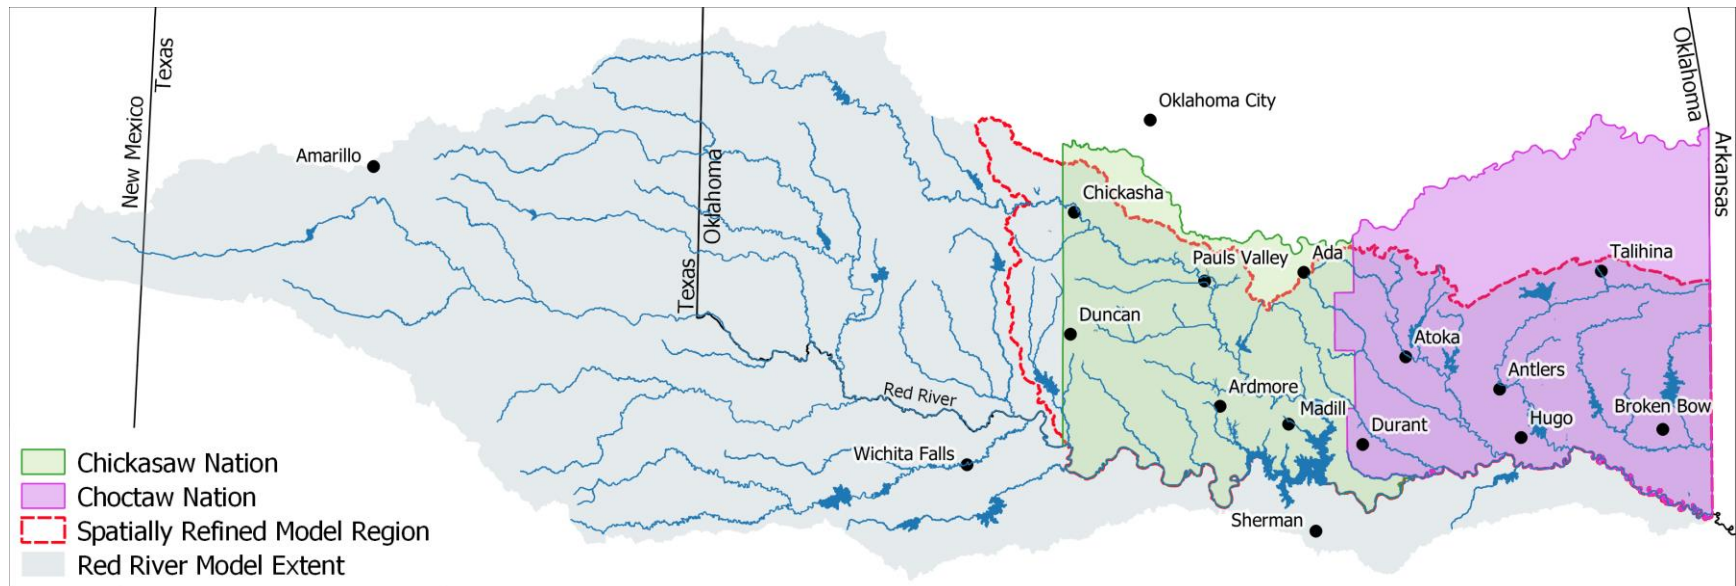 New Mexico
Texas
Oklahoma
Arkansas
Oklahoma City
Amarillo
Texas
Oklahoma
Chickasha
Pauls Valley
Ada
Talihina
Duncan
Atoka
Antlers
Red River
Ardmore
Madill
Durant
Hugo
Broken Bow
Wichita Falls
Sherman
Chickasaw Nation
Choctaw Nation
Spatially Refined Model Region
Red River Model Extent